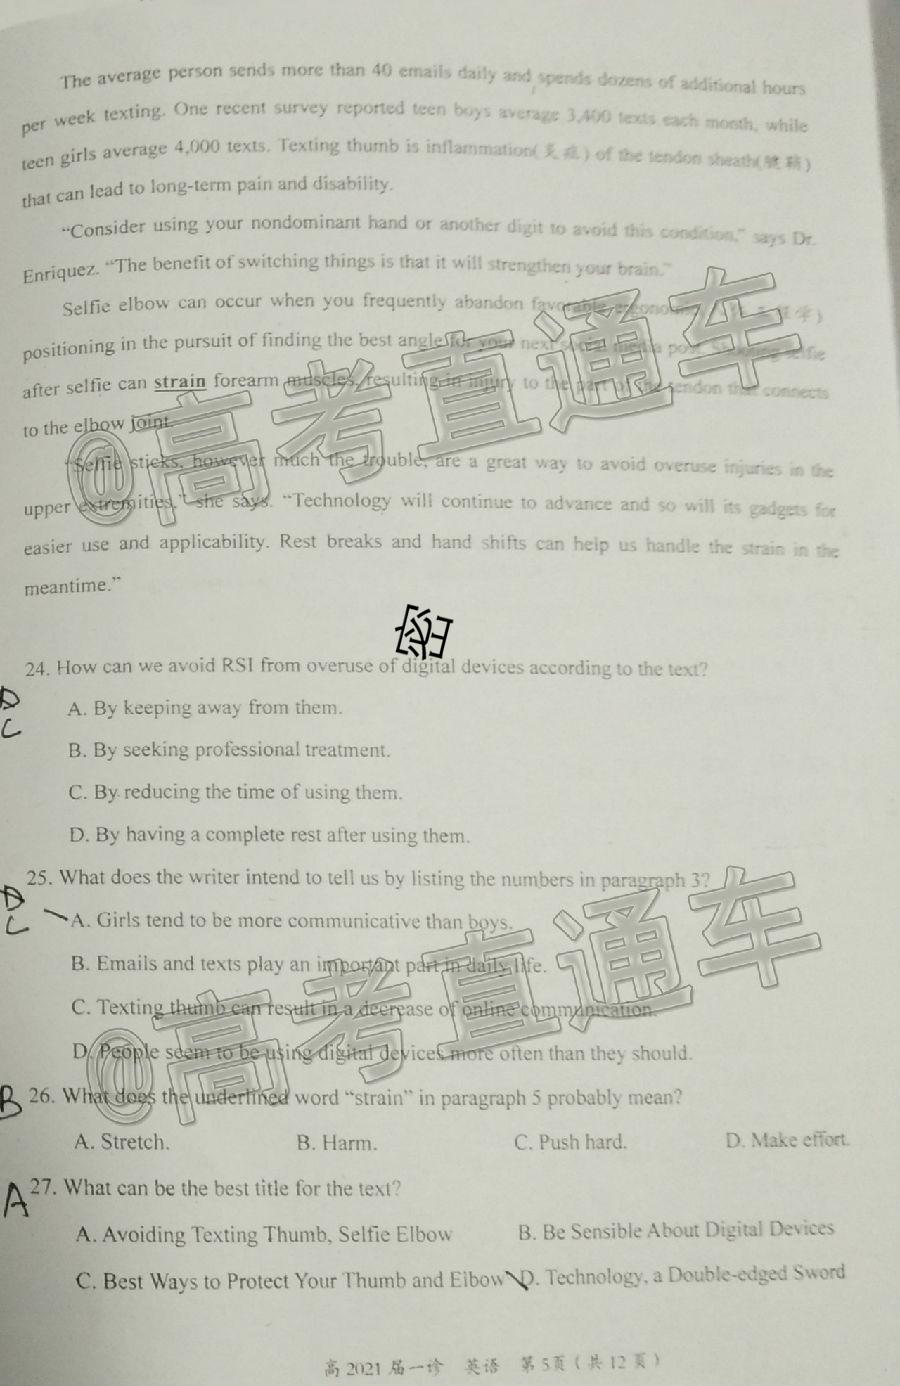 The average person sends more than 40 emails daily and spends dozens of additional hours
per week texting. One recent survey reported teen boys average 3,400 texts each month, while
teen girls average 4,000 texts. Texting thumb is inflammation(炎症) of the tendon sheath(腱鞘)
that can lead to long-term pain and disability.
“Consider using your nondominant hand or another digit to avoid this condition,” says Dr.
Enriquez. “The benefit of switching things is that it will strengthen your brain.”
Selfie elbow can occur when you frequently abandon favorable
positioning in the pursuit of finding the best angle for your next social media post. Shooting selfie
after selfie can strain forearm muscles, resulting in injury to the part of the tendon that connects
to the elbow joint.
“Selfie sticks, however much the trouble, are a great way to avoid overuse injuries in the
upper extremities,” she says. “Technology will continue to advance and so will its gadgets for
easier use and applicability. Rest breaks and hand shifts can help us handle the strain in the
meantime.”
密
24. How can we avoid RSI from overuse of digital devices according to the text?
D
C
A. By keeping away from them.
B. By seeking professional treatment.
C. By reducing the time of using them.
D. By having a complete rest after using them.
25. What does the writer intend to tell us by listing the numbers in paragraph 3?
D
C
A. Girls tend to be more communicative than boys.
B. Emails and texts play an important part in daily life.
C. Texting thumb can result in a decrease of online communication.
D. People seem to be using digital devices more often than they should.
B 26. What does the underlined word “strain” in paragraph 5 probably mean?
A. Stretch. B. Harm. C. Push hard. D. Make effort.
A 27. What can be the best title for the text?
A. Avoiding Texting Thumb, Selfie Elbow B. Be Sensible About Digital Devices
C. Best Ways to Protect Your Thumb and Elbow D. Technology, a Double-edged Sword
高 2021 届一诊 英语 第 5 页（共 12 页）
@高考直通车
@高考直通车